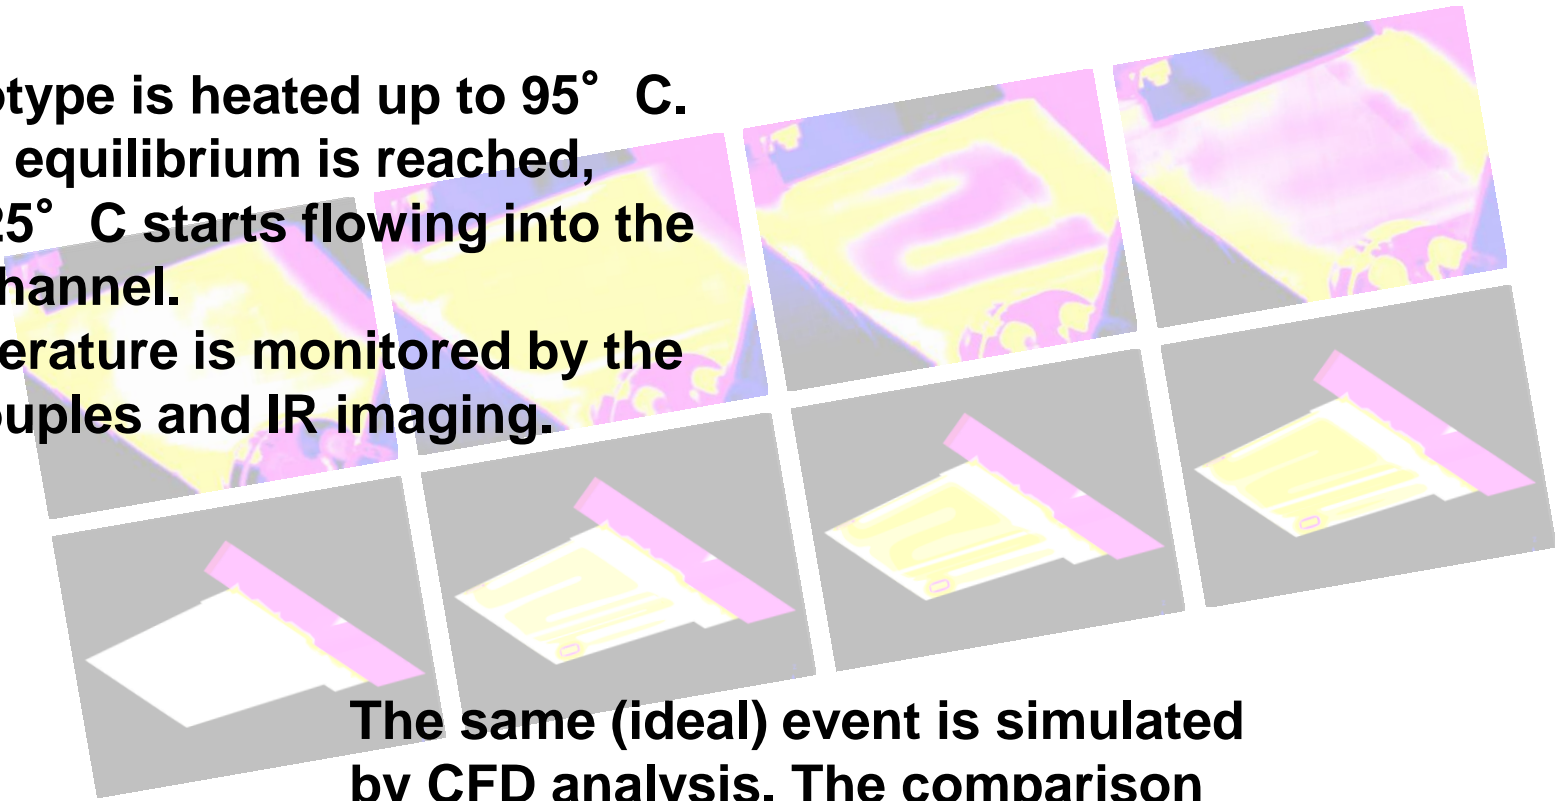 otype is heated up to 95° C.
equilibrium is reached,
25° C starts flowing into the
hannel.
erature is monitored by the
ouples and IR imaging.
The same (ideal) event is simulated
by CFD analysis. The comparison